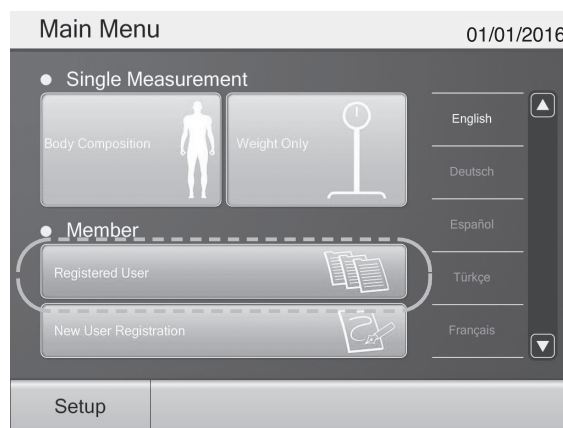 Main Menu
01/01/2016
Single Measurement
Body Composition
Weight Only
Member
Registered User
New User Registration
English
Deutsch
Español
Türkçe
Français
Setup